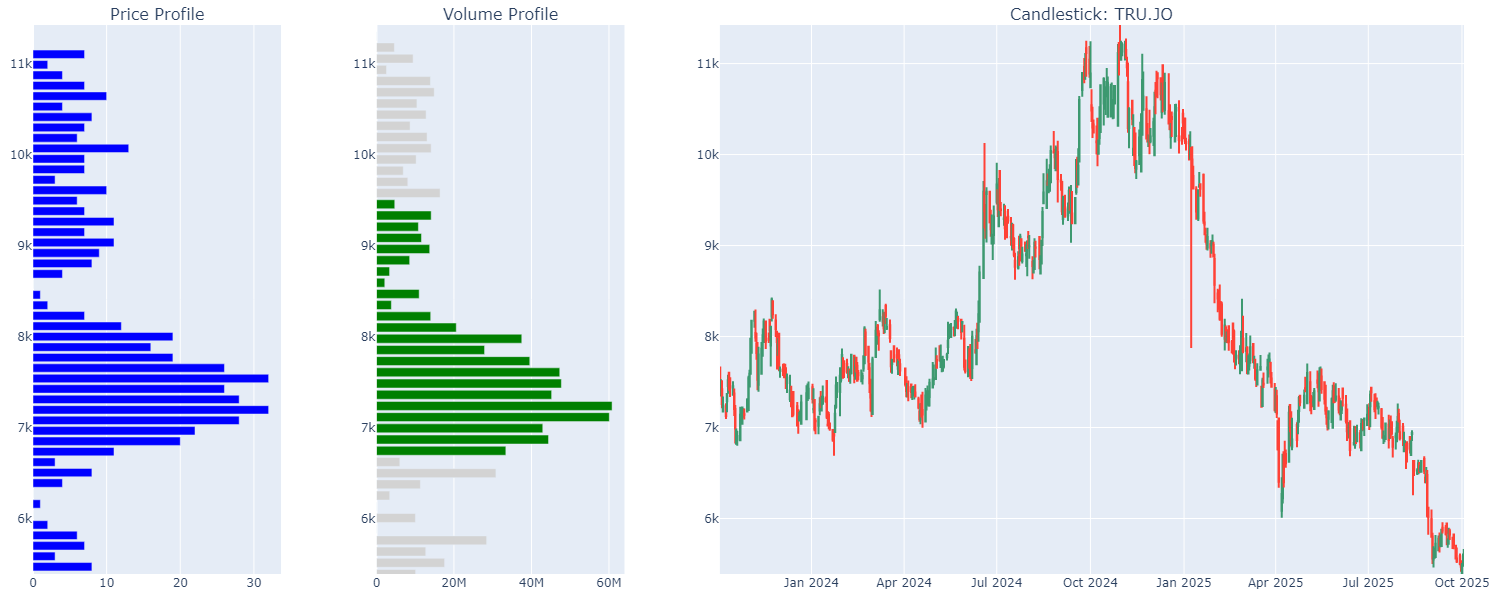 Price Profile
11k
10k
9k
8k
7k
6k
0
10
20
30
Volume Profile
11k
10k
9k
8k
7k
6k
0
20M
40M
60M
Candlestick: TRU.JO
11k
10k
9k
8k
7k
6k
Jan 2024
Apr 2024
Jul 2024
Oct 2024
Jan 2025
Apr 2025
Jul 2025
Oct 2025